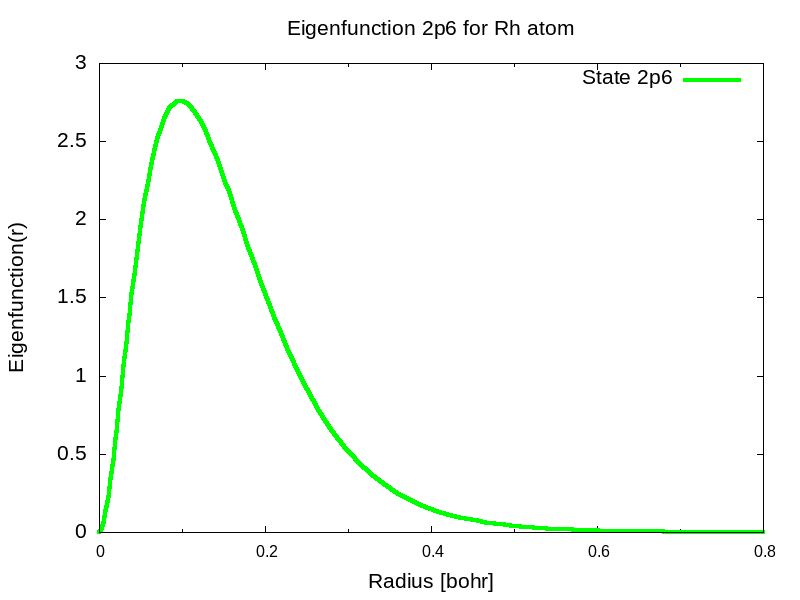 Eigenfunction 2p6 for Rh atom
State 2p6
Eigenfunction(r)
3
2.5
2
1.5
1
0.5
0
0 0.2 0.4 0.6 0.8
Radius [bohr]